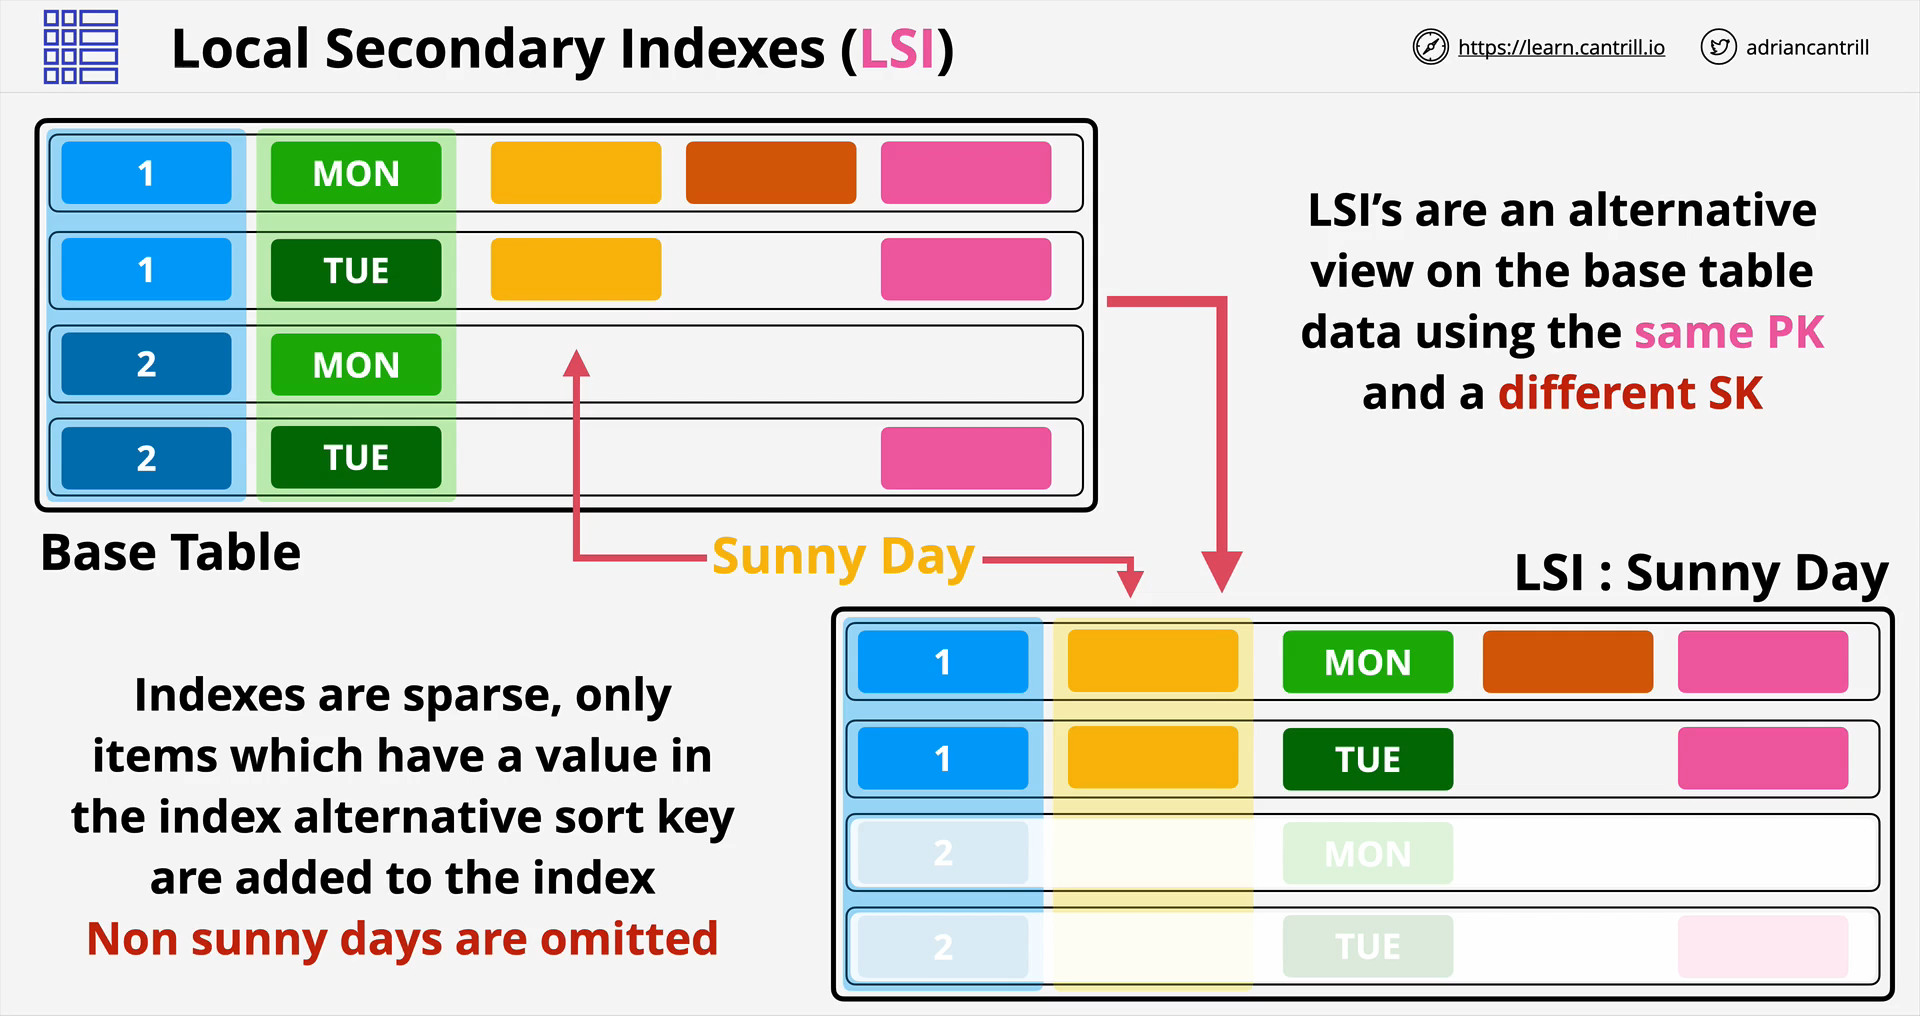 Local Secondary Indexes (LSI)
https://learn.cantrill.io
adriancantrill
1 MON
1 TUE
2 MON
2 TUE
Base Table
LSI’s are an alternative
view on the base table
data using the same PK
and a different SK
Sunny Day
LSI : Sunny Day
Indexes are sparse, only
items which have a value in
the index alternative sort key
are added to the index
Non sunny days are omitted
1 MON
1 TUE
2 MON
2 TUE